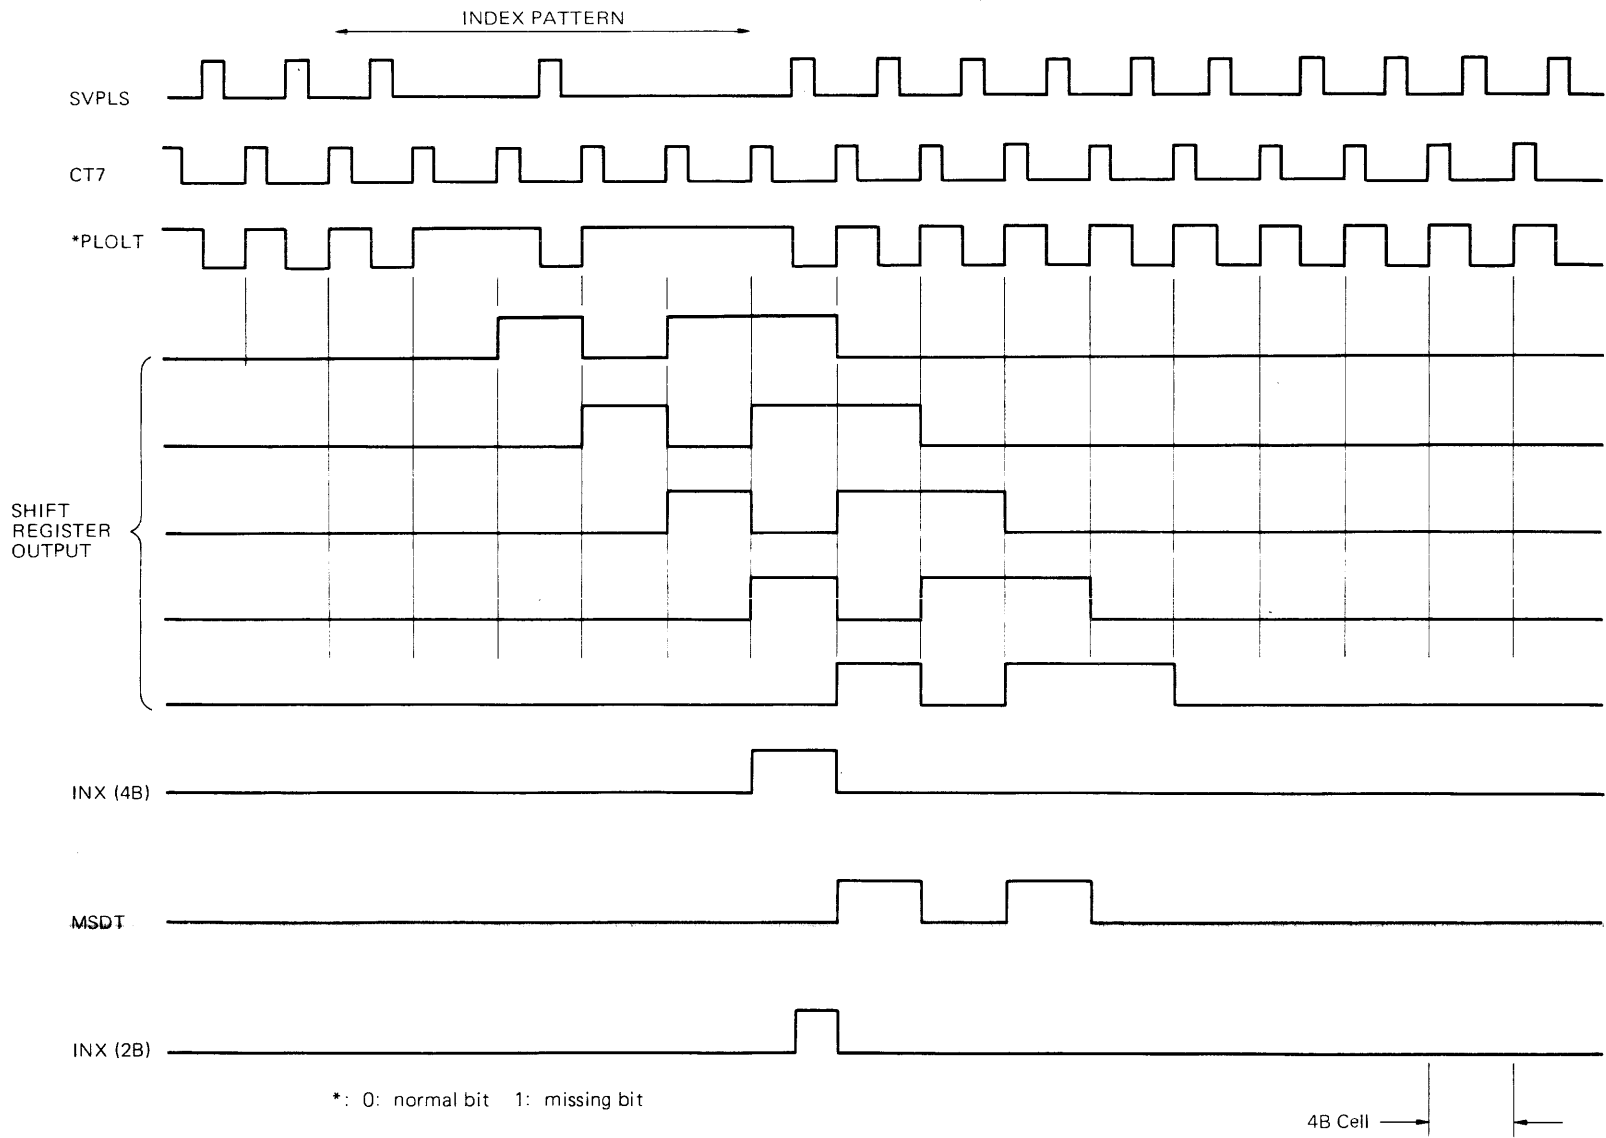 INDEX PATTERN
SVPLS
CT7
*PLOLT
SHIFT
REGISTER
OUTPUT
INX (4B)
MSDT
INX (2B)
*: 0: normal bit 1: missing bit
4B Cell